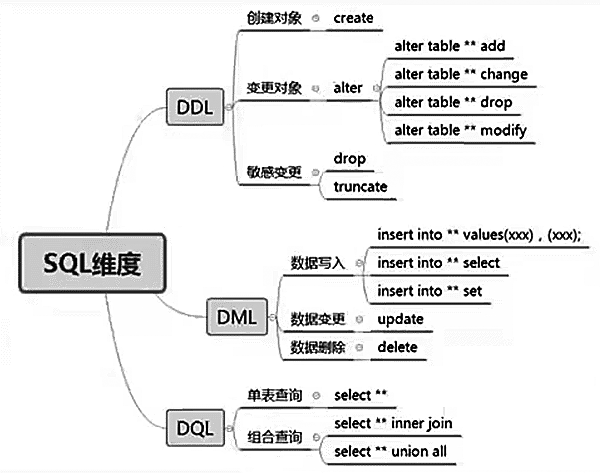 SQL维度
DDL
创建对象
create
变更对象
alter
alter table ** add
alter table ** change
alter table ** drop
alter table ** modify
敏感变更
drop
truncate
DML
数据写入
insert into ** values(xxx) , (xxx);
insert into ** select
insert into ** set
数据变更
update
数据删除
delete
DQL
单表查询
select **
组合查询
select ** inner join
select ** union all